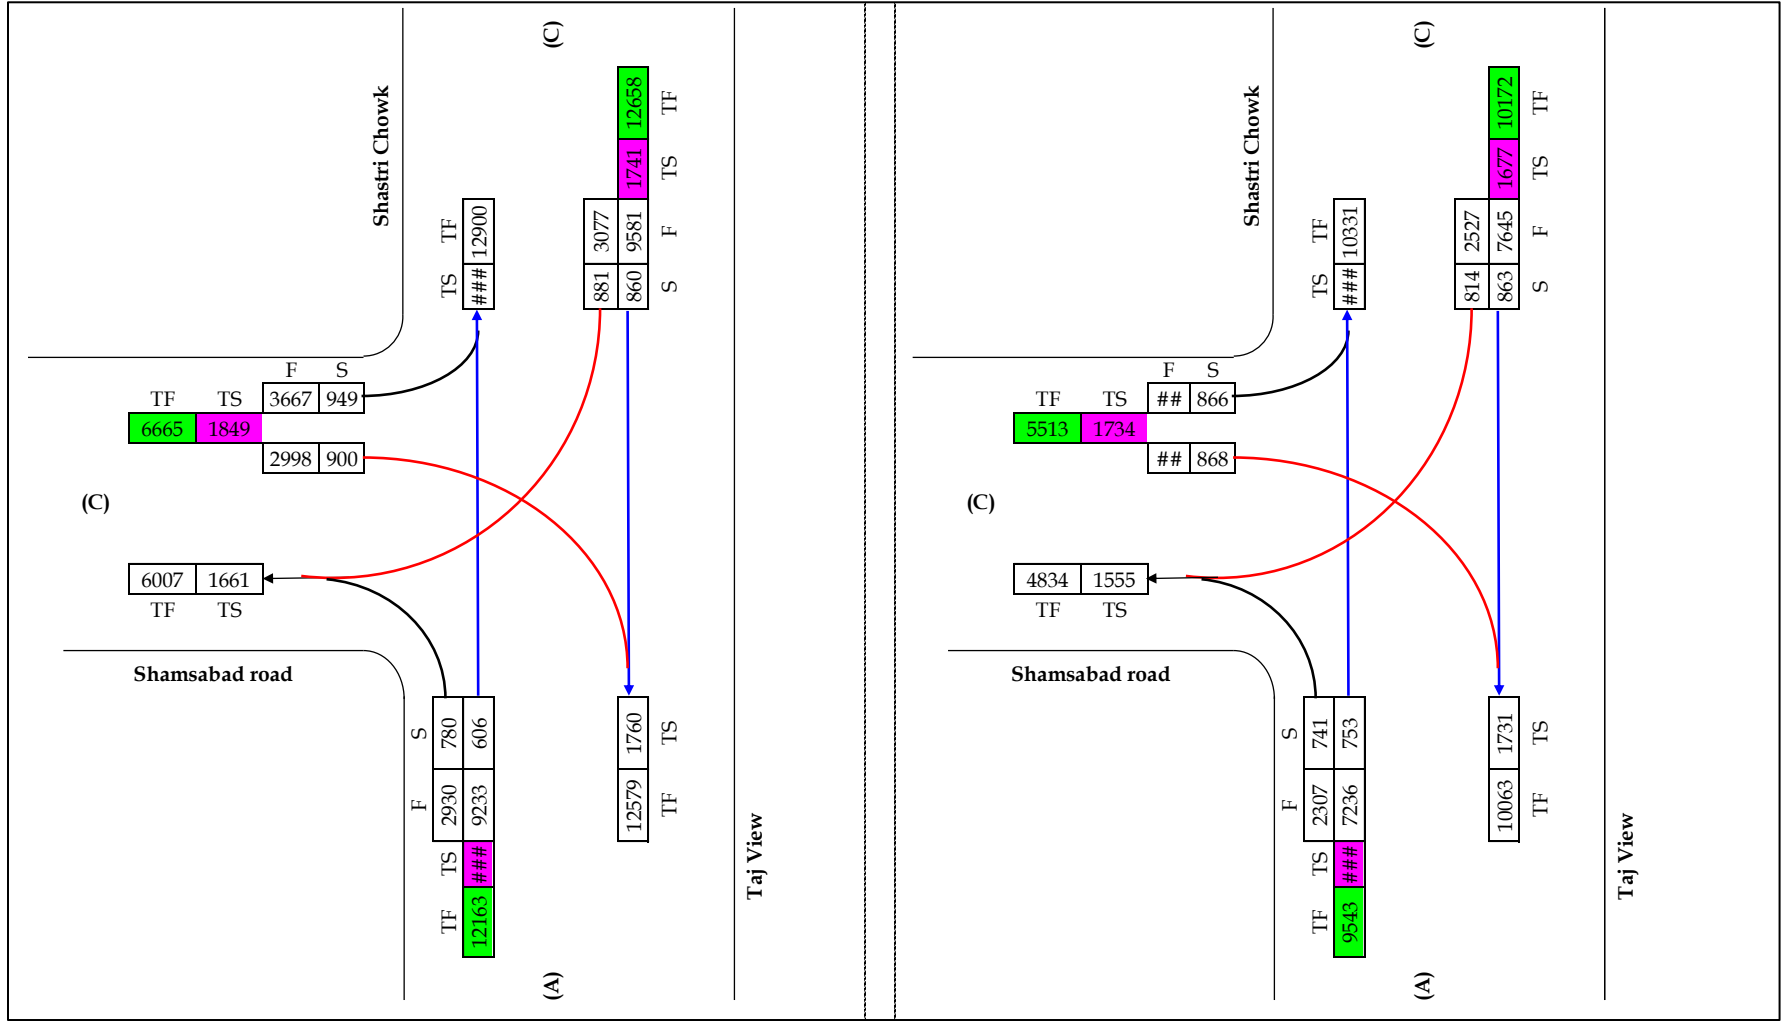 (C)
Shastri Chowk
12658 TF
1741 TS
TF
12900
TS
###
3077
9581 F
881
860 S
F S
3667 949
TF TS
6665 1849
2998 900
(C)
6007 1661
TF TS
Shamsabad road
S
780
606
1760 TS
F
2930
9233
12579 TF
TS
###
TF
12163
Taj View
(A)
(C)
Shastri Chowk
10172 TF
1677 TS
TF
10331
TS
###
2527
7645 F
814
863 S
F S
## 866
TF TS
5513 1734
## 868
(C)
4834 1555
TF TS
Shamsabad road
S
741
753
1731 TS
F
2307
7236
10063 TF
TS
###
TF
9543
Taj View
(A)